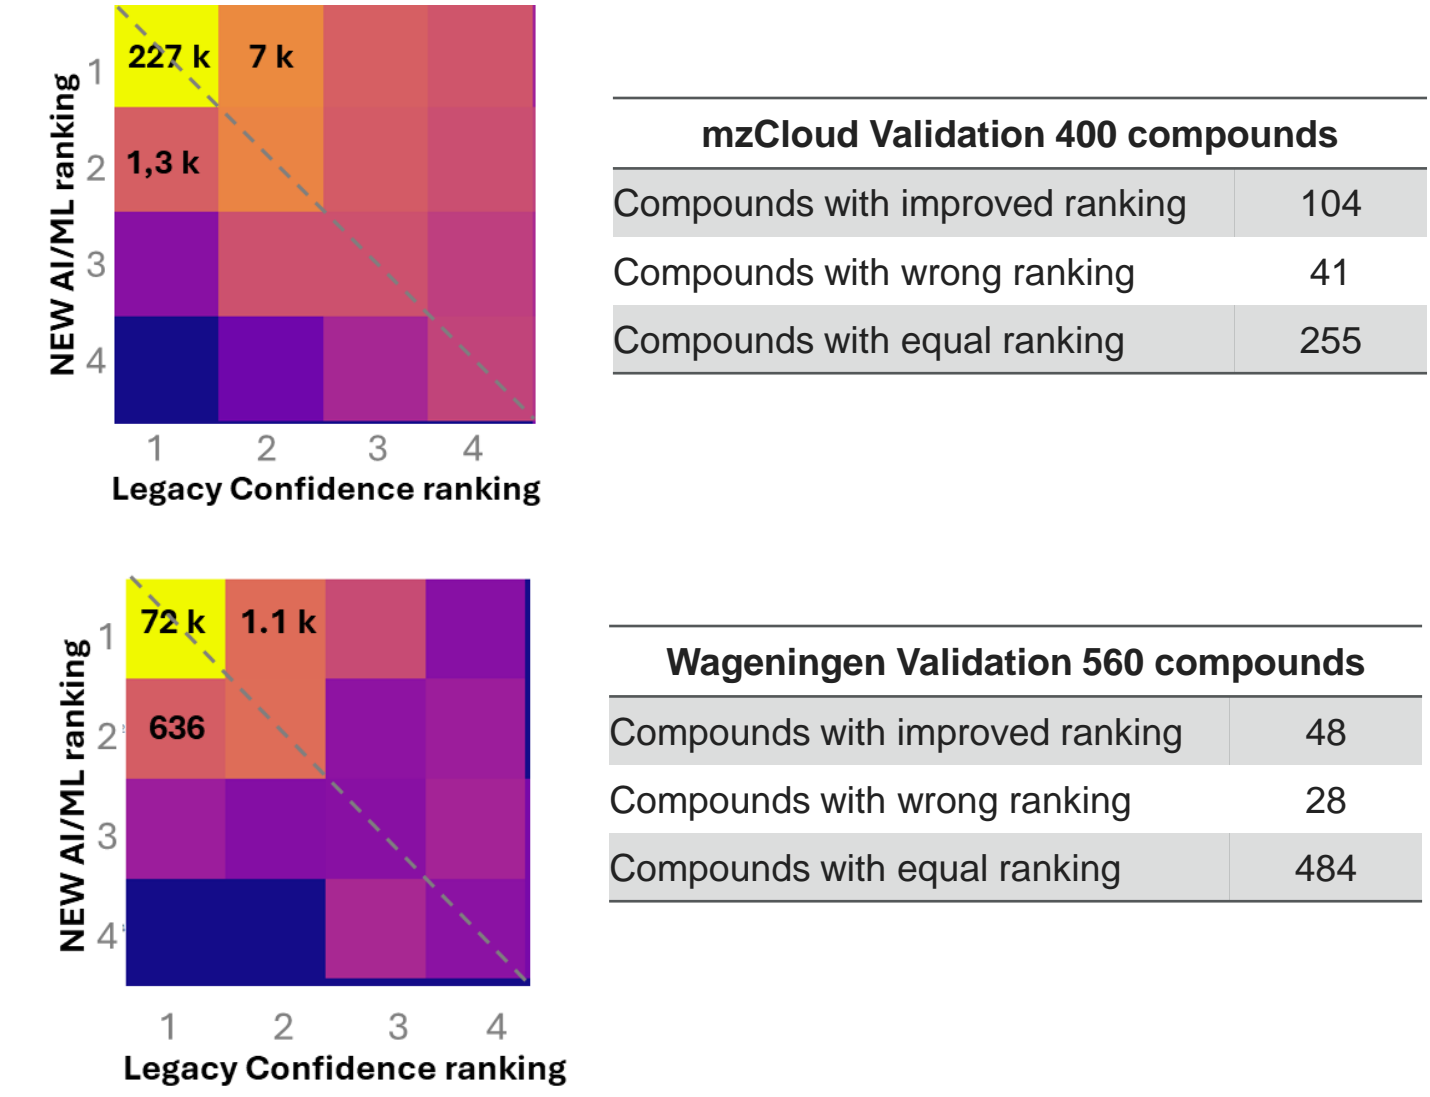 NEW AI/ML ranking
1
2
3
4
227 k
7 k
1,3 k
1
2
3
4
Legacy Confidence ranking
mzCloud Validation 400 compounds
Compounds with improved ranking 104
Compounds with wrong ranking 41
Compounds with equal ranking 255
NEW AI/ML ranking
1
2
3
4
72 k
1.1 k
636
1
2
3
4
Legacy Confidence ranking
Wageningen Validation 560 compounds
Compounds with improved ranking 48
Compounds with wrong ranking 28
Compounds with equal ranking 484